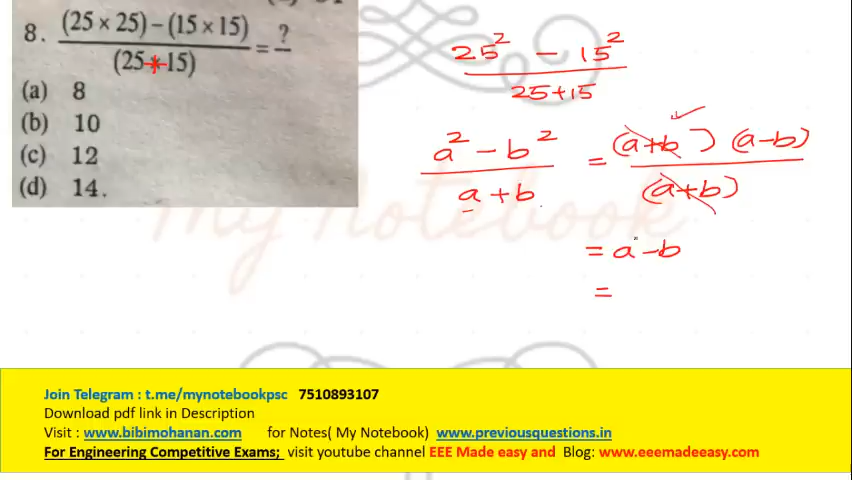 8. (25 × 25) − (15 × 15)
(25 + 15)
= ?
(a) 8
(b) 10
(c) 12
(d) 14.
25² − 15²
25+15
a² − b² = (a+b) (a−b)
a + b (a+b)
= a − b
=
My Notebook
Join Telegram : t.me/mynotebookpsc 7510893107
Download pdf link in Description
Visit : www.bibimohanan.com for Notes( My Notebook) www.previousquestions.in
For Engineering Competitive Exams; visit youtube channel EEE Made easy and Blog: www.eeemadeeasy.com